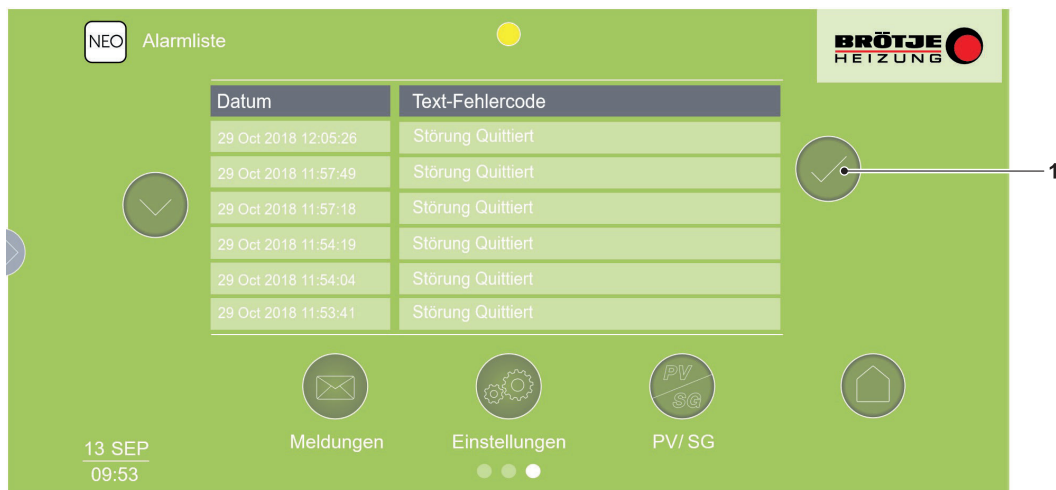 NEO Alarmliste
BRÖTJE
HEIZUNG
Datum Text-Fehlercode
29 Oct 2018 12:05:26 Störung Quittiert
29 Oct 2018 11:57:49 Störung Quittiert
29 Oct 2018 11:57:18 Störung Quittiert
29 Oct 2018 11:54:19 Störung Quittiert
29 Oct 2018 11:54:04 Störung Quittiert
29 Oct 2018 11:53:41 Störung Quittiert
1
PV
SG
Meldungen Einstellungen PV/ SG
13 SEP
09:53